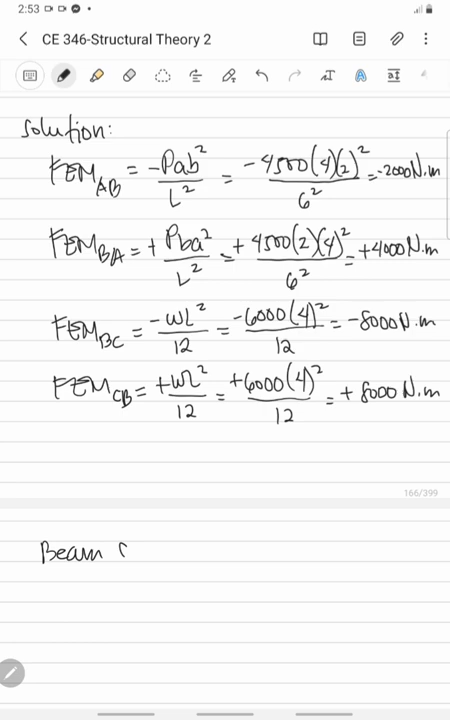 2:53
CE 346-Structural Theory 2
Solution:
FEM_AB = -Pab²/L² = -4500(4)(2)²/6² = -2000 N.m
FEM_BA = + Pba²/L² = + 4500(2)(4)²/6² = +4000 N.m
FEM_BC = -WL²/12 = -6000(4)²/12 = -8000 N.m
FEM_CB = +WL²/12 = +6000(4)²/12 = + 8000 N.m
166/399
Beam (